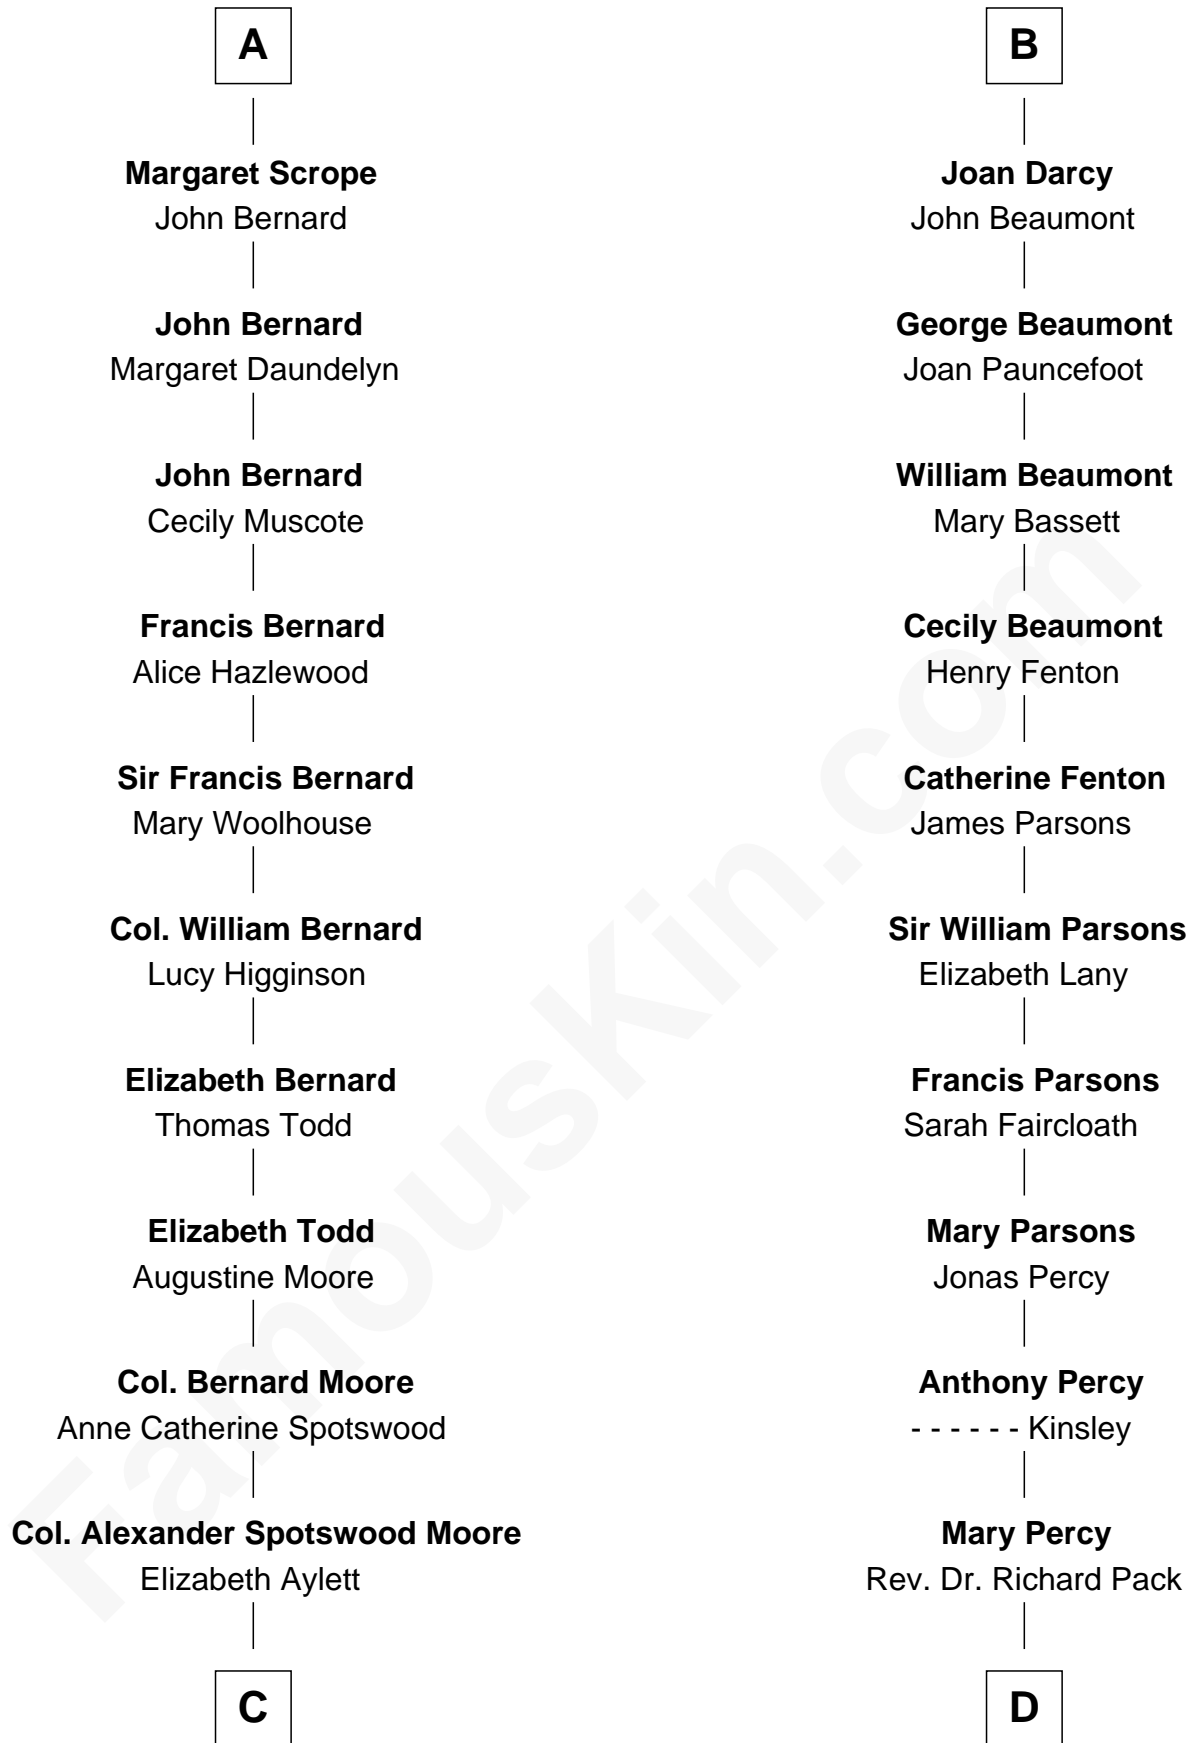 A
Margaret Scrope
John Bernard
John Bernard
Margaret Daundelyn
John Bernard
Cecily Muscote
Francis Bernard
Alice Hazlewood
Sir Francis Bernard
Mary Woolhouse
Col. William Bernard
Lucy Higginson
Elizabeth Bernard
Thomas Todd
Elizabeth Todd
Augustine Moore
Col. Bernard Moore
Anne Catherine Spotswood
Col. Alexander Spotswood Moore
Elizabeth Aylett
C
B
Joan Darcy
John Beaumont
George Beaumont
Joan Pauncefoot
William Beaumont
Mary Bassett
Cecily Beaumont
Henry Fenton
Catherine Fenton
James Parsons
Sir William Parsons
Elizabeth Lany
Francis Parsons
Sarah Faircloath
Mary Parsons
Jonas Percy
Anthony Percy
- - - - - - Kinsley
Mary Percy
Rev. Dr. Richard Pack
D
FamousKin.com